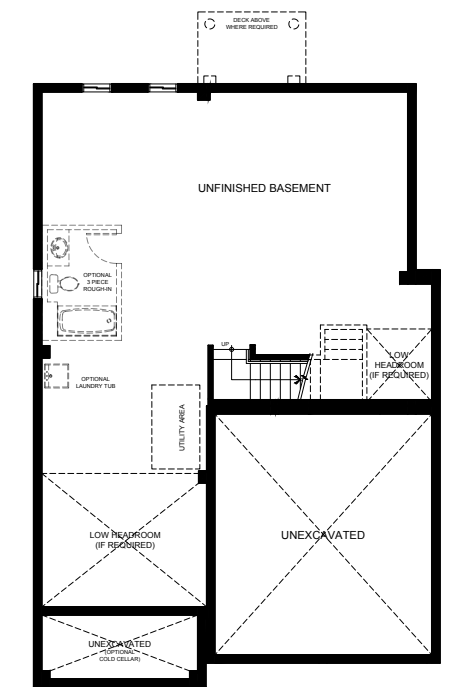 DECK ABOVE
WHERE REQUIRED
UNFINISHED BASEMENT
OPTIONAL
3 PIECE
ROUGH-IN
UP
LOW
HEADROOM
(IF REQUIRED)
OPTIONAL
LAUNDRY TUB
UTILITY AREA
LOW HEADROOM
(IF REQUIRED)
UNEXCAVATED
UNEXCAVATED
(OPTIONAL
COLD CELLAR)